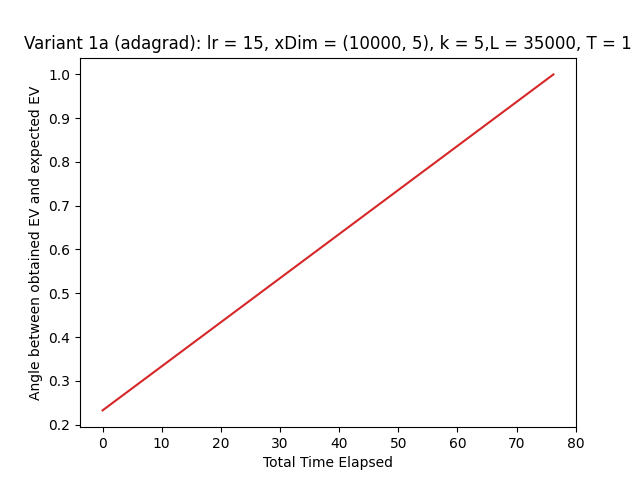 Variant 1a (adagrad): lr = 15, xDim = (10000, 5), k = 5,L = 35000, T = 1
Angle between obtained EV and expected EV
1.0
0.9
0.8
0.7
0.6
0.5
0.4
0.3
0.2
0 10 20 30 40 50 60 70 80
Total Time Elapsed